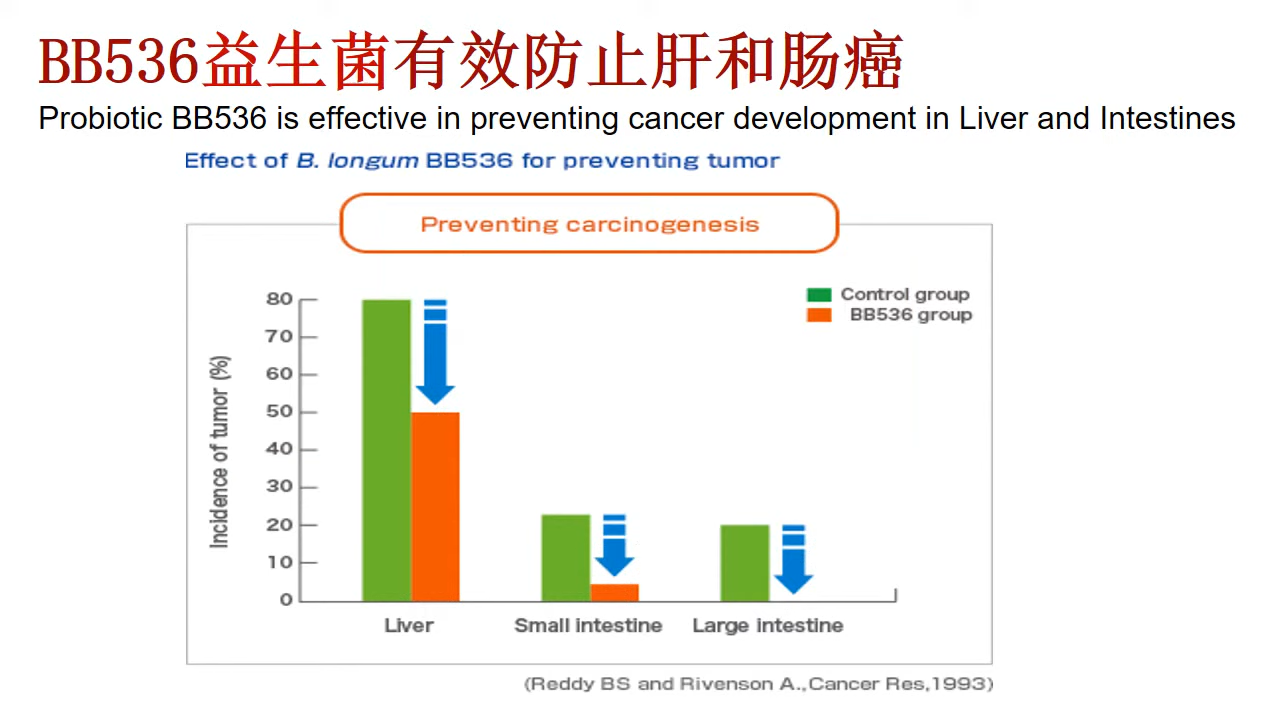 BB536益生菌有效防止肝和肠癌
Probiotic BB536 is effective in preventing cancer development in Liver and Intestines
Effect of B. longum BB536 for preventing tumor
Preventing carcinogenesis
Control group
BB536 group
Incidence of tumor (%)
80
70
60
50
40
30
20
10
0
Liver
Small intestine
Large intestine
(Reddy BS and Rivenson A.,Cancer Res,1993)